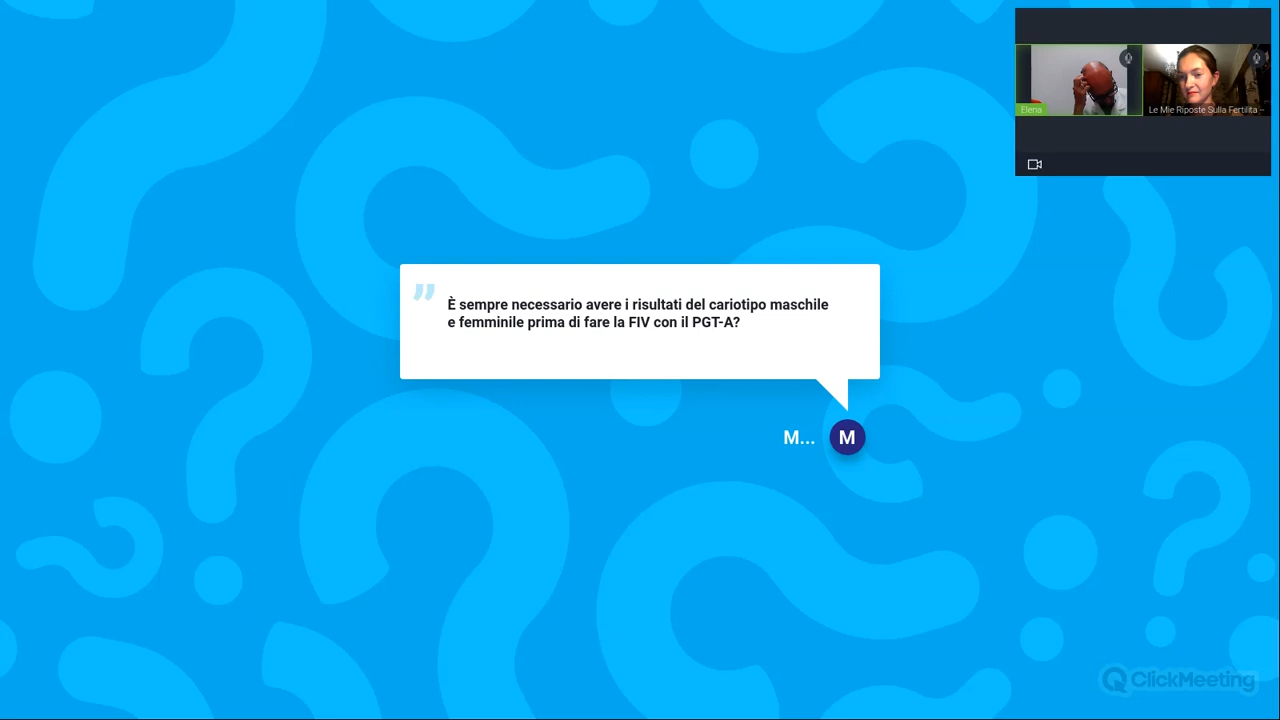 Elena
Le Mie Riposte Sulla Fertilita –
”
È sempre necessario avere i risultati del cariotipo maschile
e femminile prima di fare la FIV con il PGT-A?
M... M
ClickMeeting